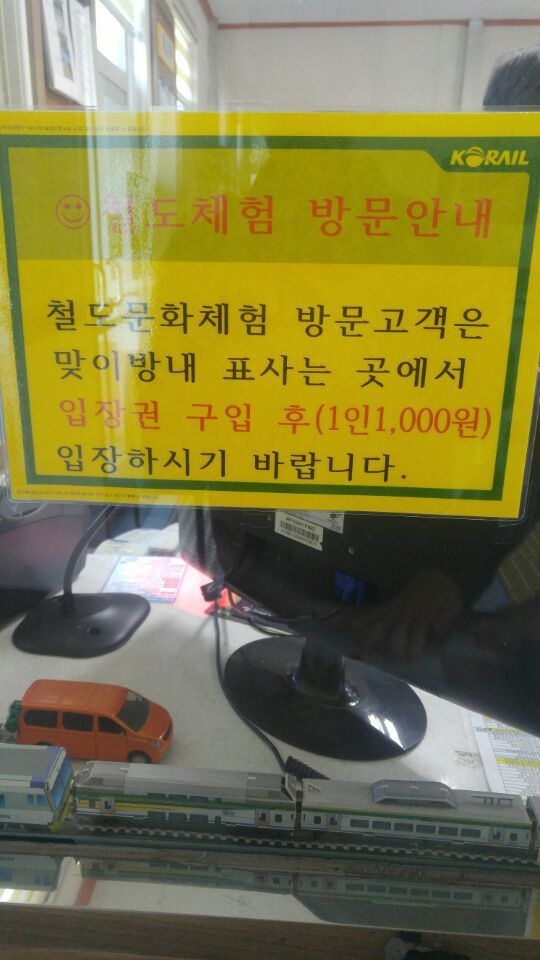 KORAIL
철도체험 방문안내
철도문화체험 방문고객은
맞이방내 표사는 곳에서
입장권 구입 후(1인1,000원)
입장하시기 바랍니다.